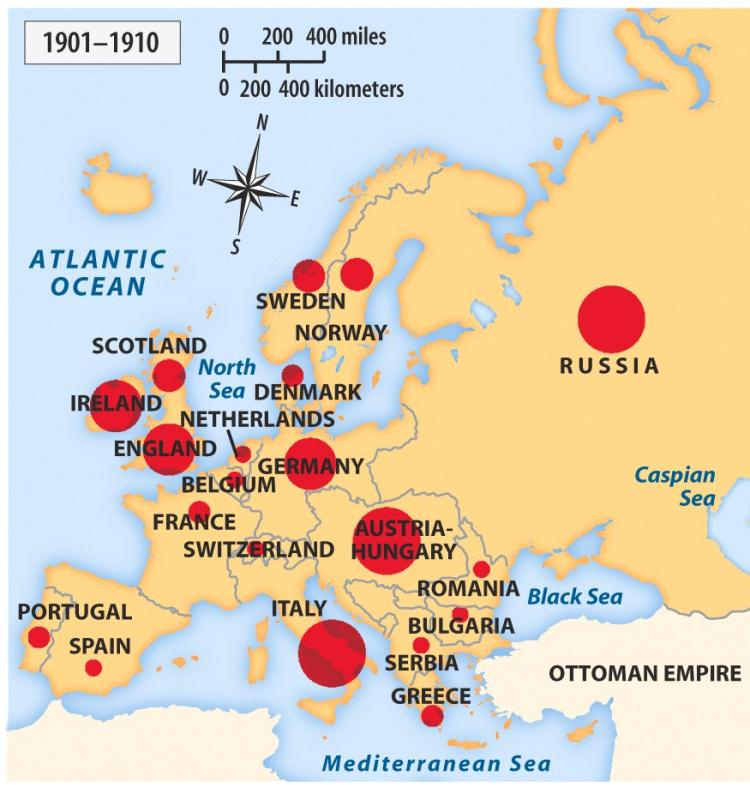 1901–1910
0 200 400 miles
0 200 400 kilometers
N
W
E
S
ATLANTIC
OCEAN
SWEDEN
NORWAY
SCOTLAND
North
Sea
DENMARK
IRELAND
NETHERLANDS
ENGLAND
GERMANY
BELGIUM
RUSSIA
Caspian
Sea
FRANCE
SWITZERLAND
AUSTRIA-
HUNGARY
ROMANIA
Black Sea
PORTUGAL
SPAIN
ITALY
BULGARIA
SERBIA
GREECE
OTTOMAN EMPIRE
Mediterranean Sea